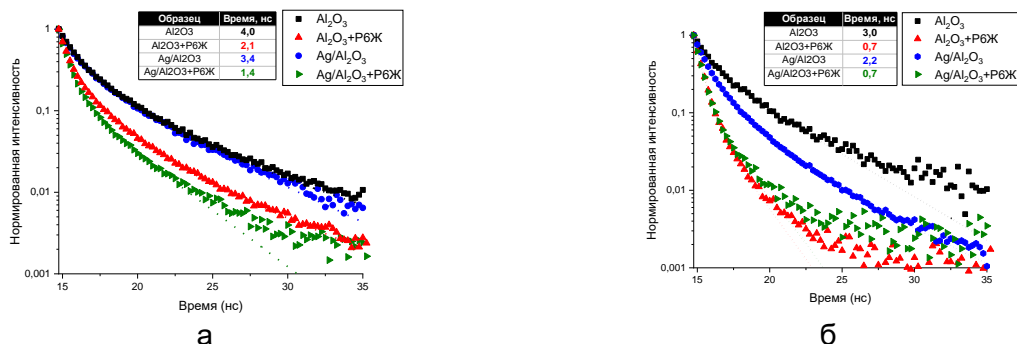 Образец Время, нс
Al2O3 4,0
Al2O3+Р6Ж 2,1
Ag/Al2O3 3,4
Ag/Al2O3+Р6Ж 1,4
Al₂O₃
Al₂O₃+Р6Ж
Ag/Al₂O₃
Ag/Al₂O₃+Р6Ж
Нормированная интенсивность
1
0,1
0,01
0,001
15 20 25 30 35
Время (нс)
а
Образец Время, нс
Al2O3 3,0
Al2O3+Р6Ж 0,7
Ag/Al2O3 2,2
Ag/Al2O3+Р6Ж 0,7
Al₂O₃
Al₂O₃+Р6Ж
Ag/Al₂O₃
Ag/Al₂O₃+Р6Ж
Нормированная интенсивность
1
0,1
0,01
0,001
15 20 25 30 35
Время (нс)
б